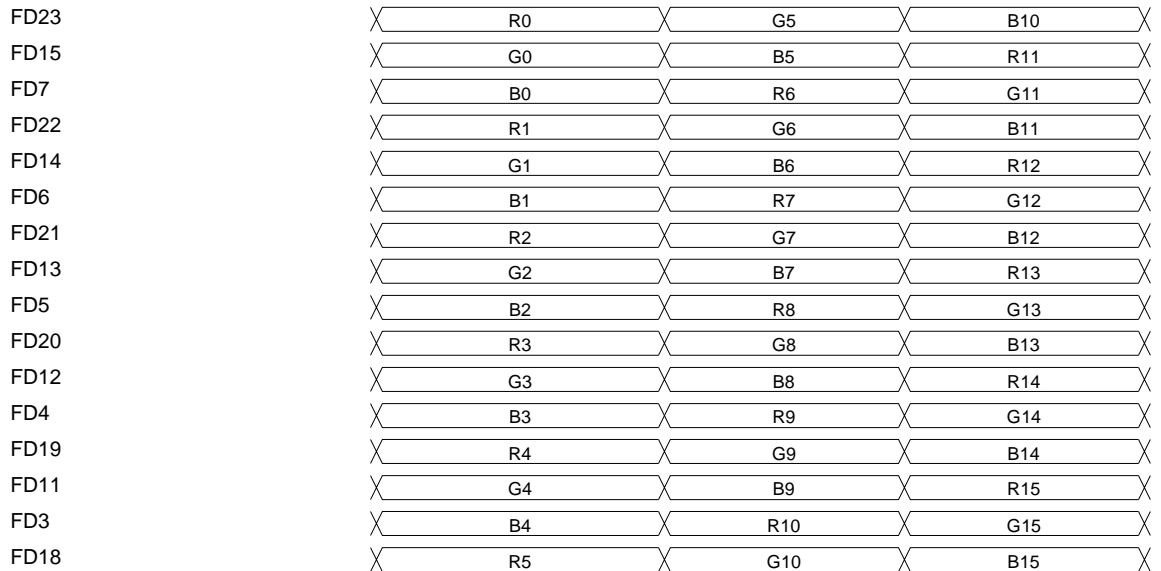 FD23 R0 G5 B10
FD15 G0 B5 R11
FD7 B0 R6 G11
FD22 R1 G6 B11
FD14 G1 B6 R12
FD6 B1 R7 G12
FD21 R2 G7 B12
FD13 G2 B7 R13
FD5 B2 R8 G13
FD20 R3 G8 B13
FD12 G3 B8 R14
FD4 B3 R9 G14
FD19 R4 G9 B14
FD11 G4 B9 R15
FD3 B4 R10 G15
FD18 R5 G10 B15